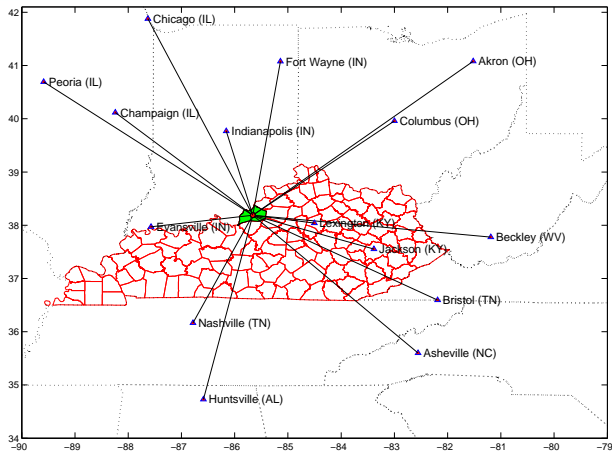 42
Chicago (IL)
41
Fort Wayne (IN)
Akron (OH)
Peoria (IL)
Champaign (IL)
40
Columbus (OH)
Indianapolis (IN)
39
38
Evansville (IN)
Lexington (KY)
Beckley (WV)
Jackson (KY)
37
Bristol (TN)
36
Nashville (TN)
Asheville (NC)
35
Huntsville (AL)
34
−90 −89 −88 −87 −86 −85 −84 −83 −82 −81 −80 −79